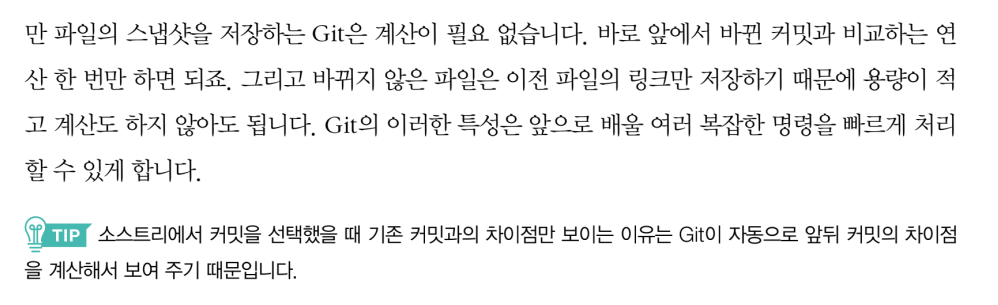 만 파일의 스냅샷을 저장하는 Git은 계산이 필요 없습니다. 바로 앞에서 바뀐 커밋과 비교하는 연
산 한 번만 하면 되죠. 그리고 바뀌지 않은 파일은 이전 파일의 링크만 저장하기 때문에 용량이 적
고 계산도 하지 않아도 됩니다. Git의 이러한 특성은 앞으로 배울 여러 복잡한 명령을 빠르게 처리
할 수 있게 합니다.
TIP 소스트리에서 커밋을 선택했을 때 기존 커밋과의 차이점만 보이는 이유는 Git이 자동으로 앞뒤 커밋의 차이점
을 계산해서 보여 주기 때문입니다.